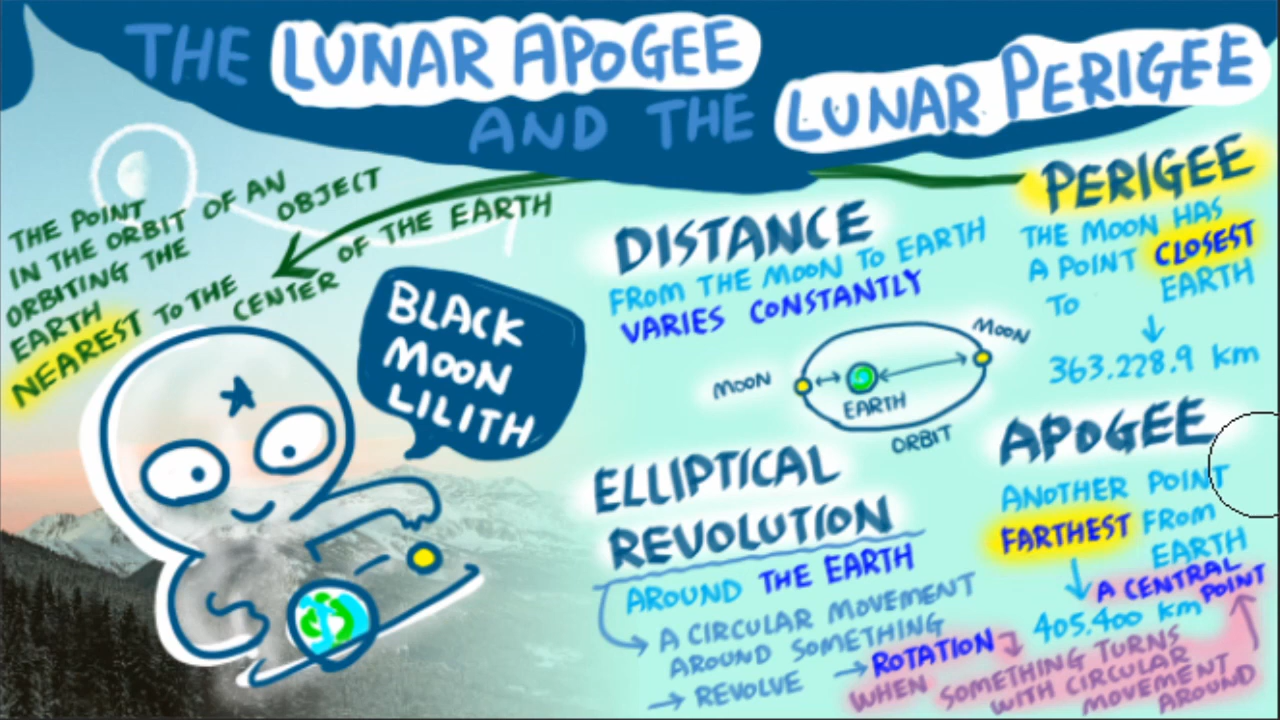 THE LUNAR APOGEE
AND THE LUNAR PERIGEE
THE POINT
IN THE ORBIT OF AN OBJECT
ORBITING THE
EARTH
NEAREST TO THE CENTER OF THE EARTH
BLACK
MOON
LILITH
DISTANCE
FROM THE MOON TO EARTH
VARIES CONSTANTLY
MOON
MOON
EARTH
ORBIT
ELLIPTICAL
REVOLUTION
AROUND THE EARTH
A CIRCULAR MOVEMENT
AROUND SOMETHING
→ REVOLVE → ROTATION
WHEN SOMETHING TURNS
WITH CIRCULAR
MOVEMENT
AROUND
A CENTRAL
POINT
PERIGEE
THE MOON HAS
A POINT CLOSEST
TO EARTH
363.228.9 km
APOGEE
ANOTHER POINT
FARTHEST FROM
EARTH
405.400 km